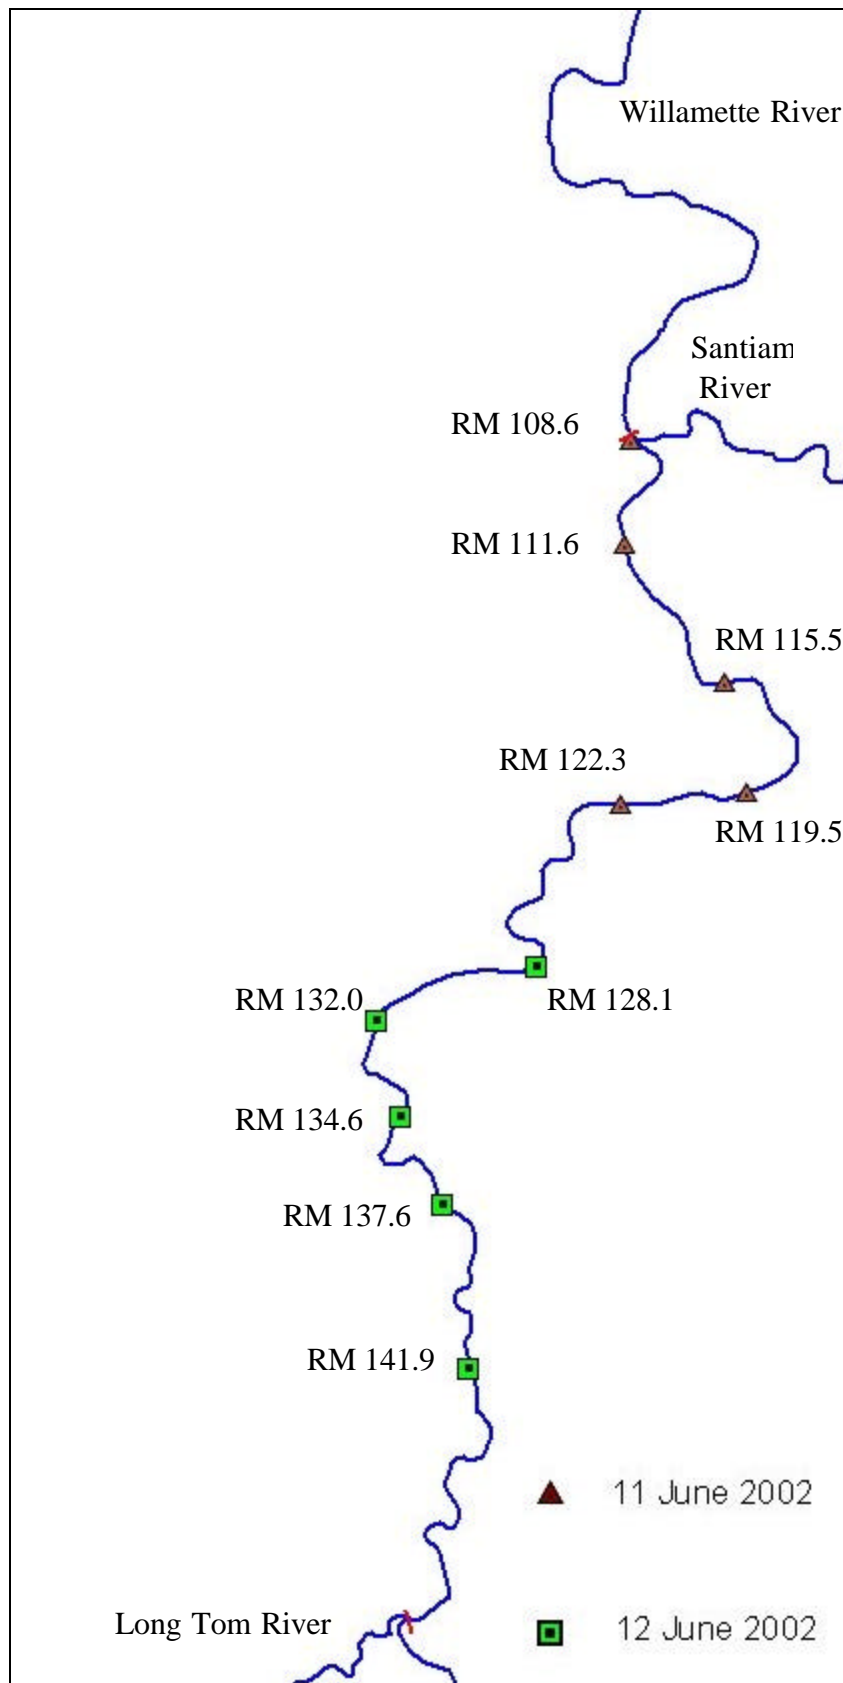 Willamette River
Santiam
River
RM 108.6
RM 111.6
RM 115.5
RM 122.3
RM 119.5
RM 132.0
RM 128.1
RM 134.6
RM 137.6
RM 141.9
11 June 2002
Long Tom River
12 June 2002